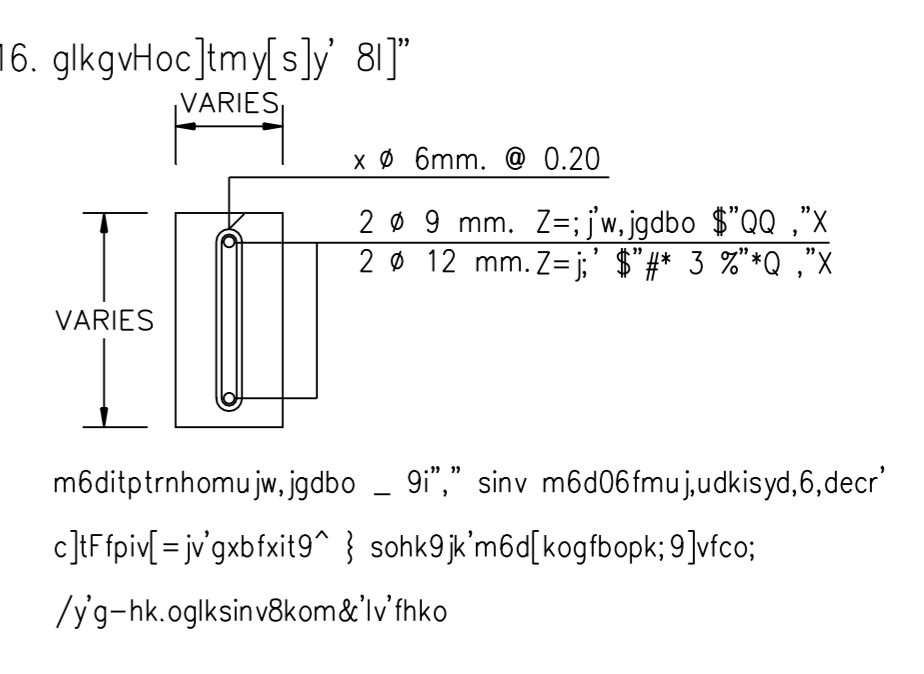 16. glkgvHoc]tmy[s]y' 8l]"
VARIES
x ø 6mm. @ 0.20
2 ø 9 mm. Z=;j'w,jgdbo $"QQ ,"X
2 ø 12 mm. Z=j;' $"#* 3 %"*Q ,"X
VARIES
m6ditptrnhomujw,jgdbo _ 9i"," sinv m6d06fmuj,udkisyd,6,decr'
c]tFfpiv[=jv'gxbfxit9^ } sohk9jk'm6d[kogfbopk;9]vfco;
/y'g-hk.oglksinv8kom&'lv'fhko